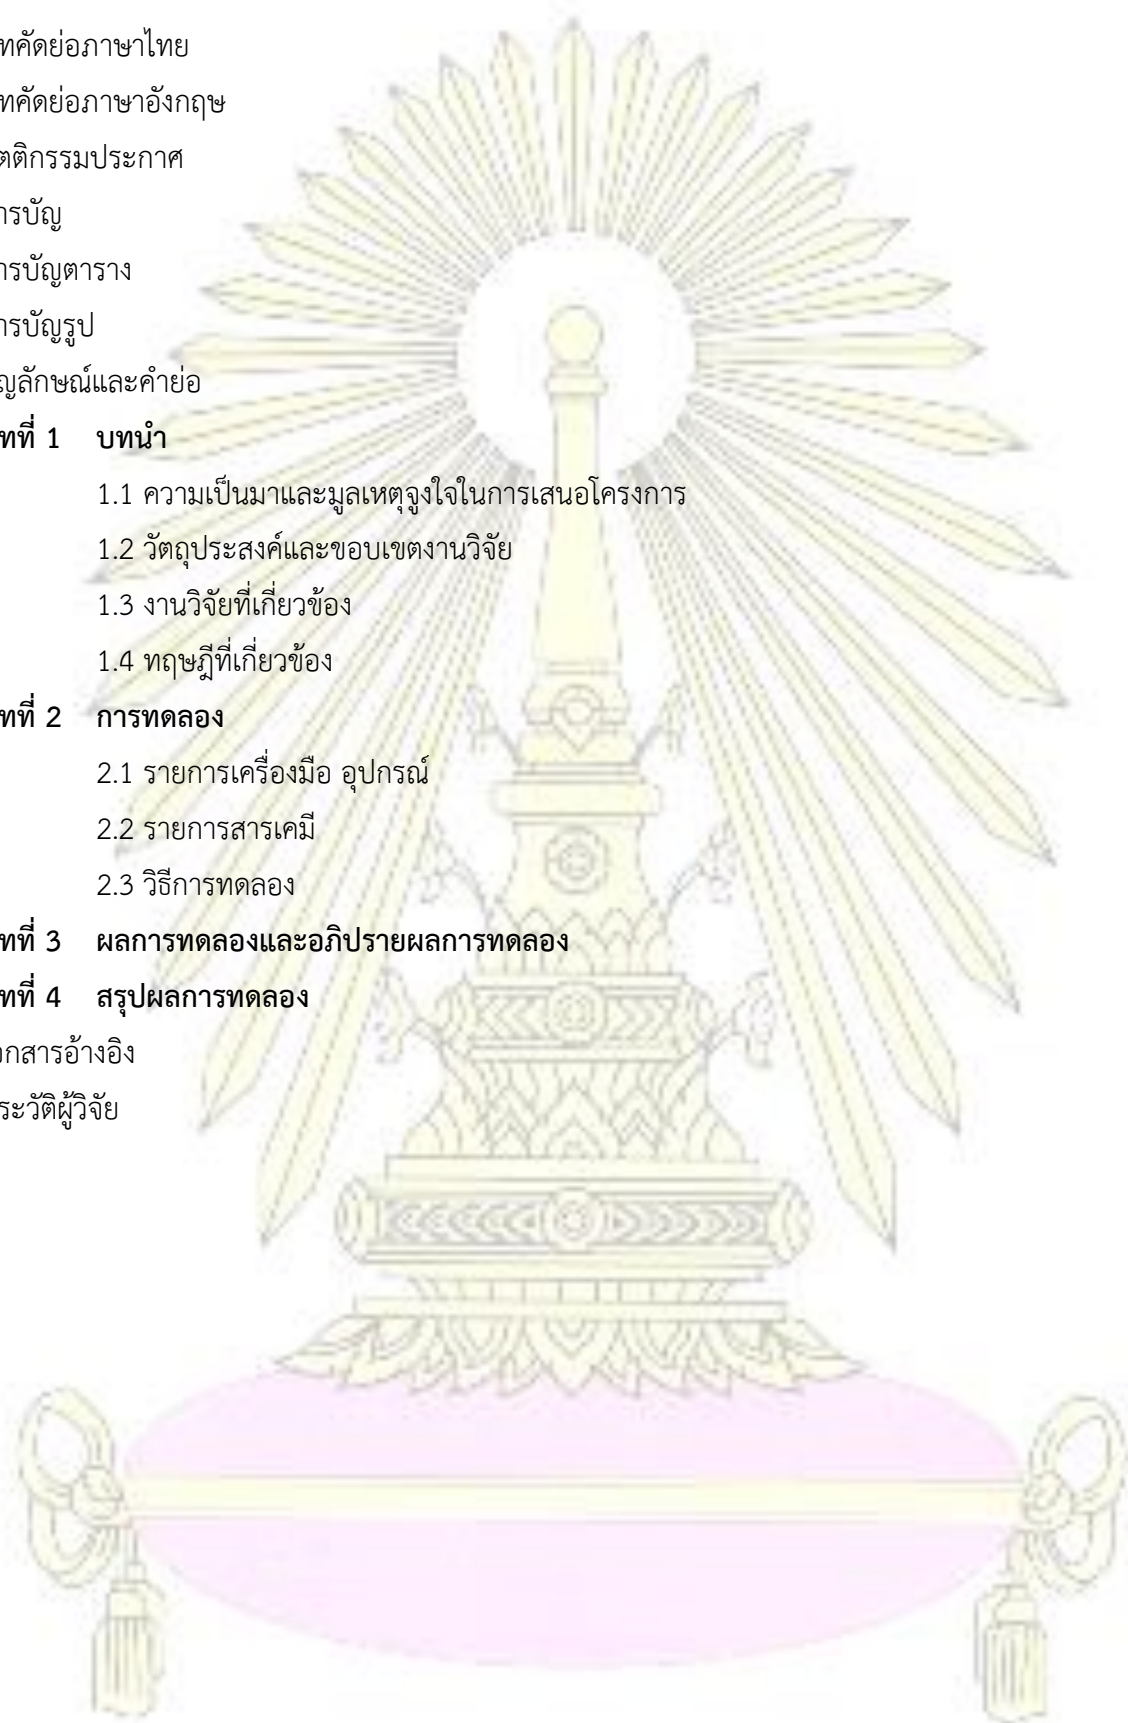 ทคัดย่อภาษาไทย
ทคัดย่อภาษาอังกฤษ
ตติกรรมประกาศ
ารบัญ
ารบัญตาราง
ารบัญรูป
ญลักษณ์และคำย่อ
ทที่ 1 บทนำ
1.1 ความเป็นมาและมูลเหตุจูงใจในการเสนอโครงการ
1.2 วัตถุประสงค์และขอบเขตงานวิจัย
1.3 งานวิจัยที่เกี่ยวข้อง
1.4 ทฤษฎีที่เกี่ยวข้อง
ทที่ 2 การทดลอง
2.1 รายการเครื่องมือ อุปกรณ์
2.2 รายการสารเคมี
2.3 วิธีการทดลอง
ทที่ 3 ผลการทดลองและอภิปรายผลการทดลอง
ทที่ 4 สรุปผลการทดลอง
อกสารอ้างอิง
ระวัติผู้วิจัย